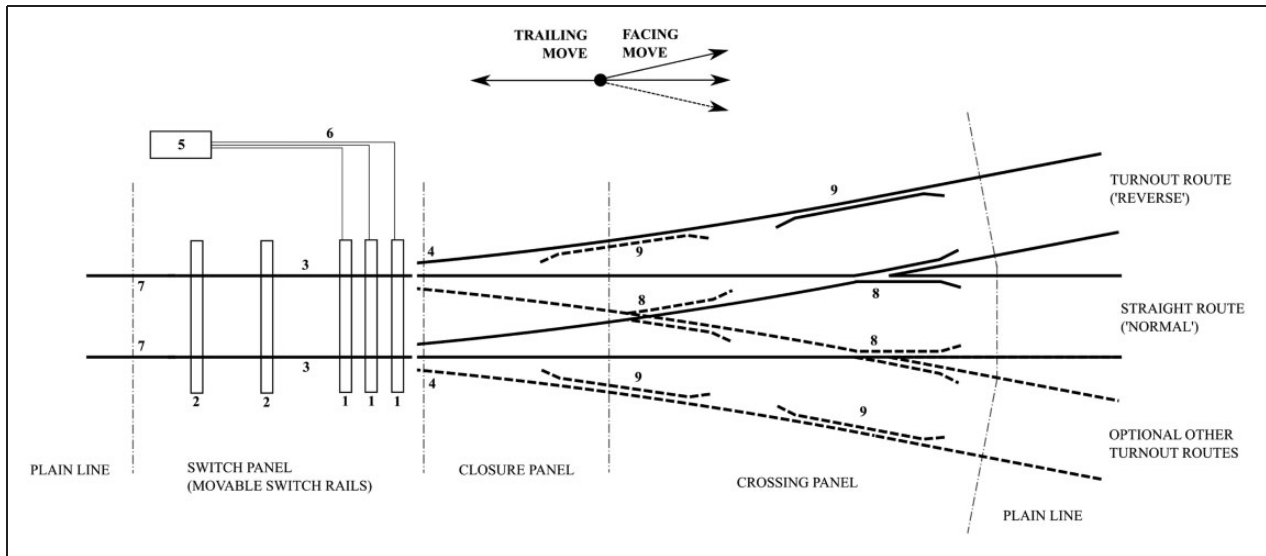 TRAILING
MOVE
FACING
MOVE
6
5
9
TURNOUT ROUTE
('REVERSE')
4
9
3
7
8
8
STRAIGHT ROUTE
('NORMAL')
7
8
3
4
9
9
2
2
1
1
1
OPTIONAL OTHER
TURNOUT ROUTES
PLAIN LINE
SWITCH PANEL
(MOVABLE SWITCH RAILS)
CLOSURE PANEL
CROSSING PANEL
PLAIN LINE